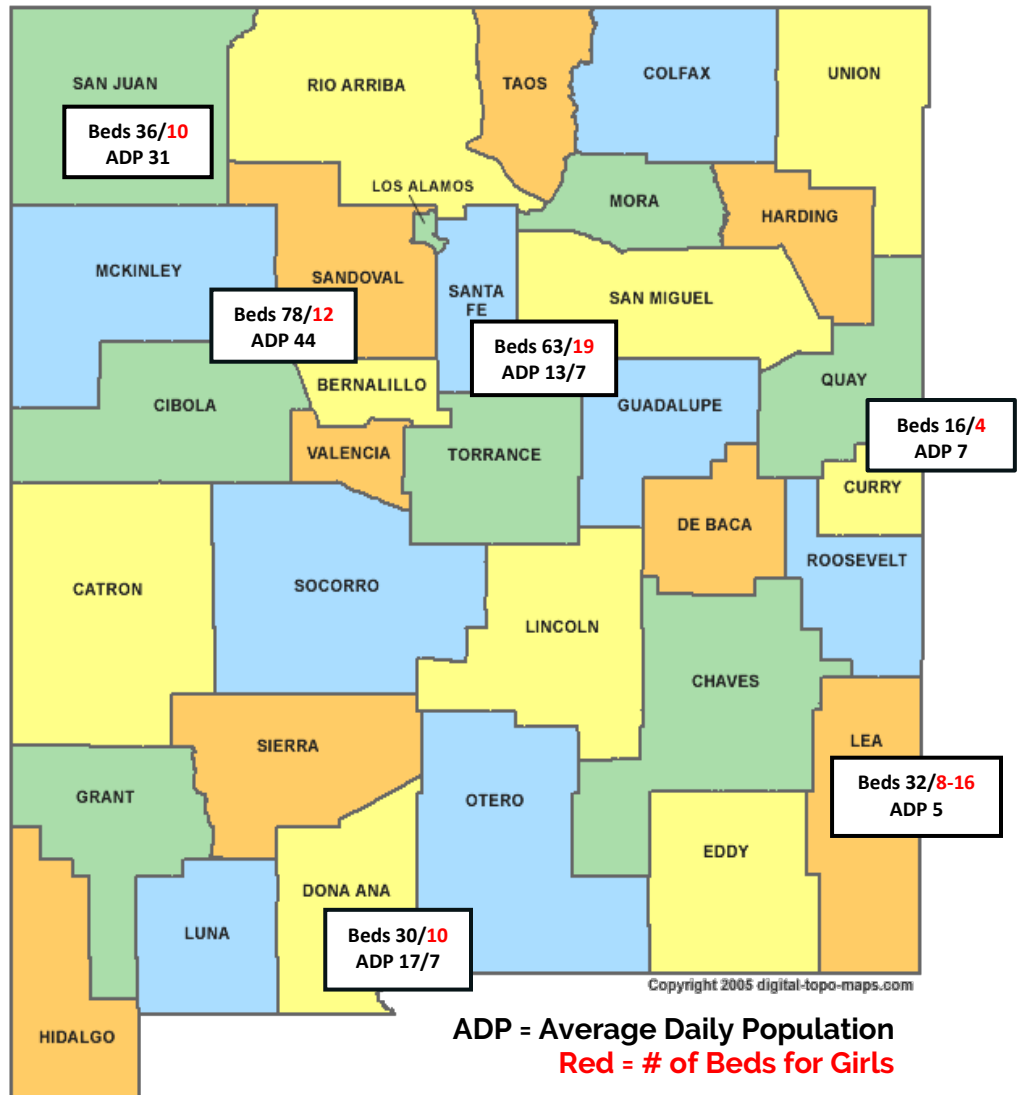 SAN JUAN
RIO ARRIBA
TAOS
COLFAX
UNION
Beds 36/10
ADP 31
LOS ALAMOS
MORA
HARDING
MCKINLEY
SANDOVAL
SANTA
FE
SAN MIGUEL
Beds 78/12
ADP 44
Beds 63/19
ADP 13/7
BERNALILLO
QUAY
CIBOLA
GUADALUPE
VALENCIA
TORRANCE
Beds 16/4
ADP 7
CURRY
DE BACA
ROOSEVELT
CATRON
SOCORRO
LINCOLN
CHAVES
SIERRA
LEA
GRANT
OTERO
Beds 32/8-16
ADP 5
EDDY
DONA ANA
LUNA
Beds 30/10
ADP 17/7
Copyright 2005 digital-topo-maps.com
HIDALGO
ADP = Average Daily Population
Red = # of Beds for Girls